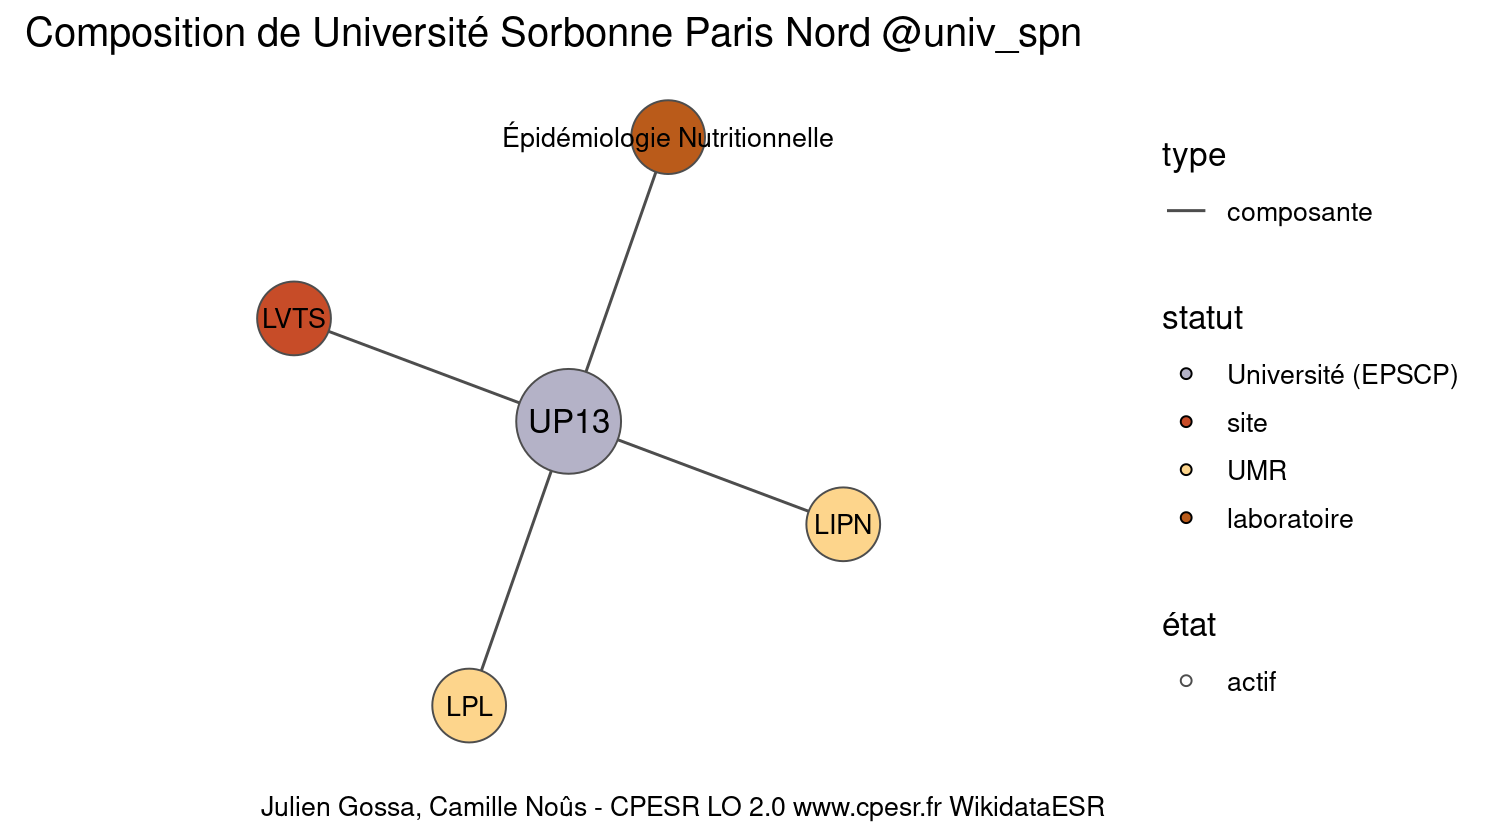 Composition de Université Sorbonne Paris Nord @univ_spn
Épidémiologie Nutritionnelle
LVTS
UP13
LIPN
LPL
type
composante
statut
Université (EPSCP)
site
UMR
laboratoire
état
actif
Julien Gossa, Camille Noûs - CPESR LO 2.0 www.cpesr.fr WikidataESR